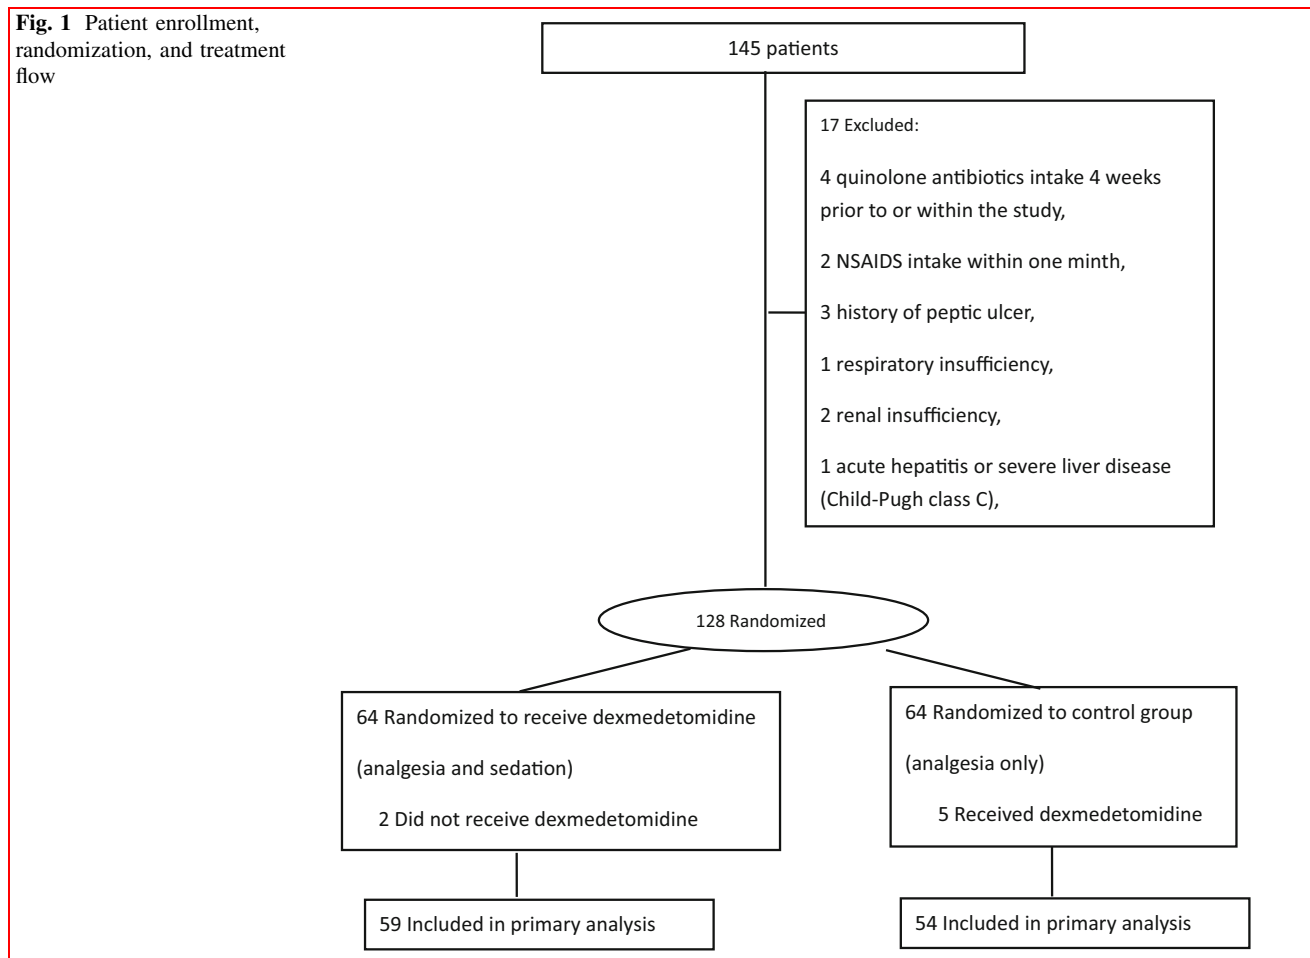 Fig. 1 Patient enrollment,
randomization, and treatment
flow
145 patients
17 Excluded:
4 quinolone antibiotics intake 4 weeks
prior to or within the study,
2 NSAIDS intake within one minth,
3 history of peptic ulcer,
1 respiratory insufficiency,
2 renal insufficiency,
1 acute hepatitis or severe liver disease
(Child-Pugh class C),
128 Randomized
64 Randomized to receive dexmedetomidine
(analgesia and sedation)
2 Did not receive dexmedetomidine
64 Randomized to control group
(analgesia only)
5 Received dexmedetomidine
59 Included in primary analysis
54 Included in primary analysis